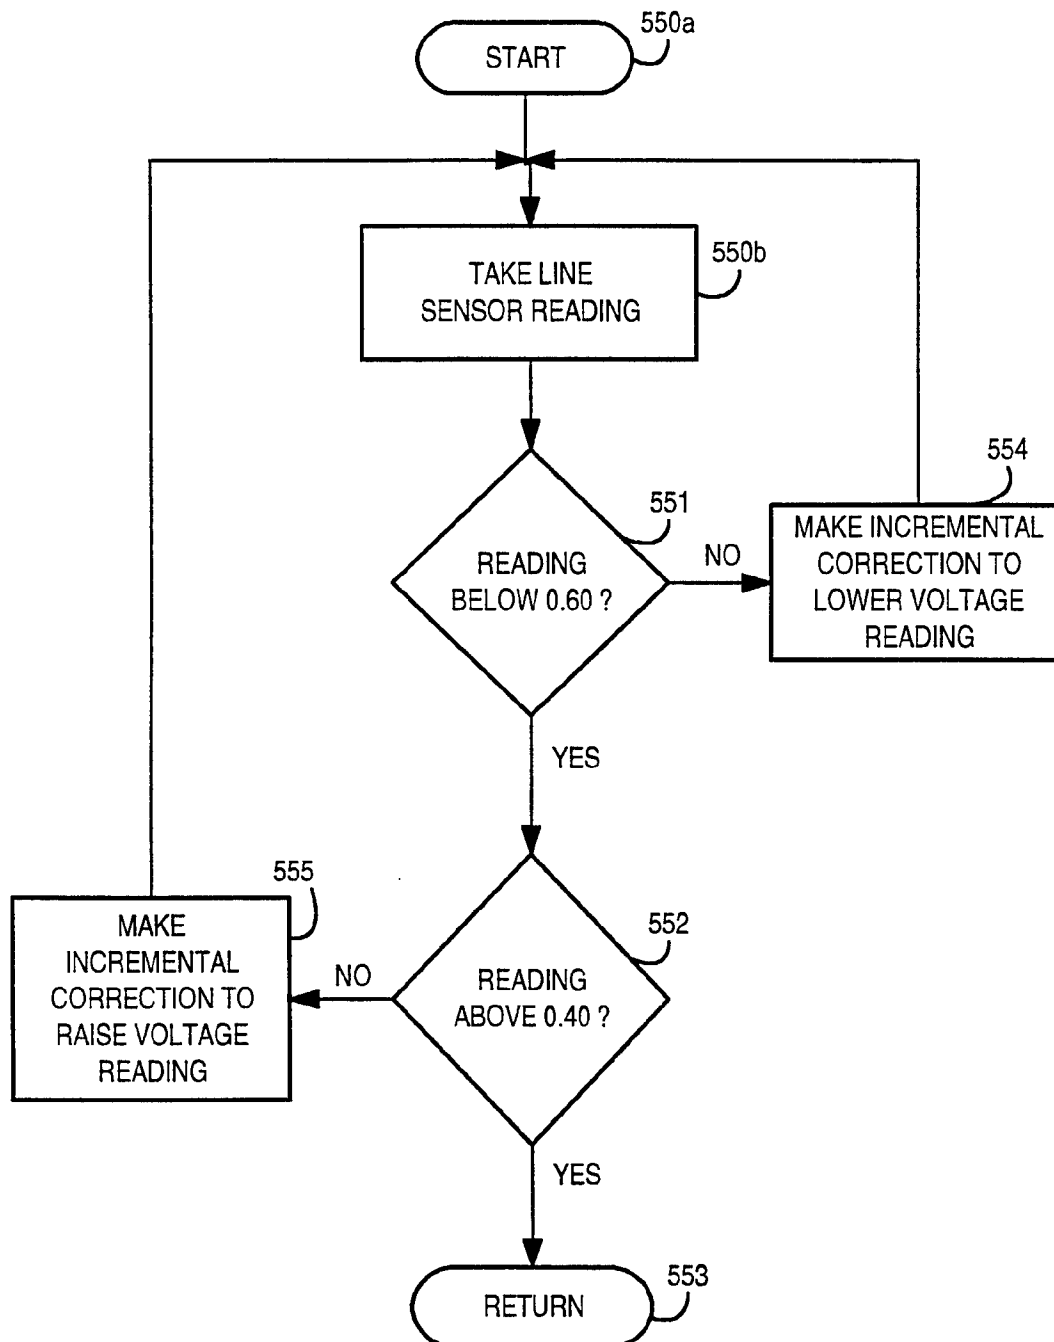 550a
START
550b
TAKE LINE
SENSOR READING
551
READING
BELOW 0.60 ?
NO
554
MAKE INCREMENTAL
CORRECTION TO
LOWER VOLTAGE
READING
YES
552
READING
ABOVE 0.40 ?
NO
555
MAKE
INCREMENTAL
CORRECTION TO
RAISE VOLTAGE
READING
YES
553
RETURN